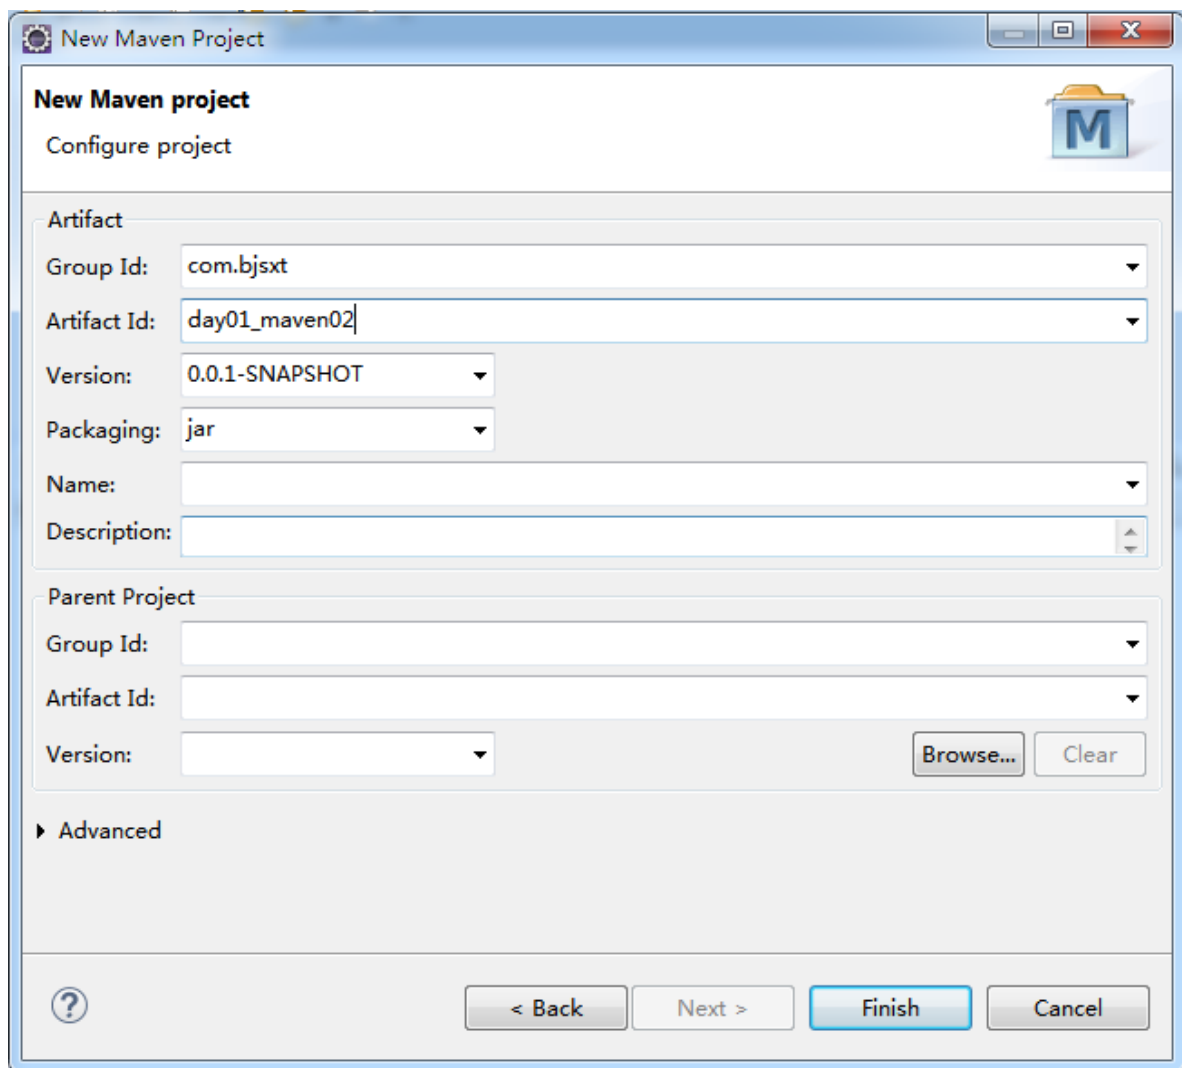 New Maven Project
New Maven project
Configure project
M
Artifact
Group Id: com.bjsxt
Artifact Id: day01_maven02
Version: 0.0.1-SNAPSHOT
Packaging: jar
Name:
Description:
Parent Project
Group Id:
Artifact Id:
Version: Browse... Clear
Advanced
? < Back Next > Finish Cancel